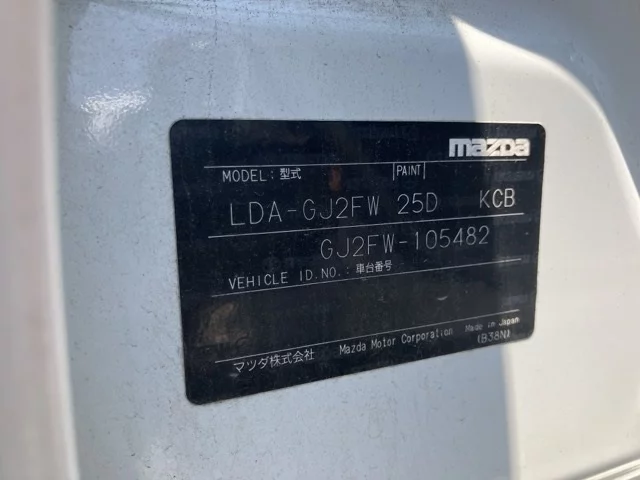 mazda
MODEL:型式 PAINT
LDA-GJ2FW 25D KCB
GJ2FW-105482
VEHICLE ID.NO.:車台番号
マツダ株式会社 Mazda Motor Corporation Made in Japan
(B38N)